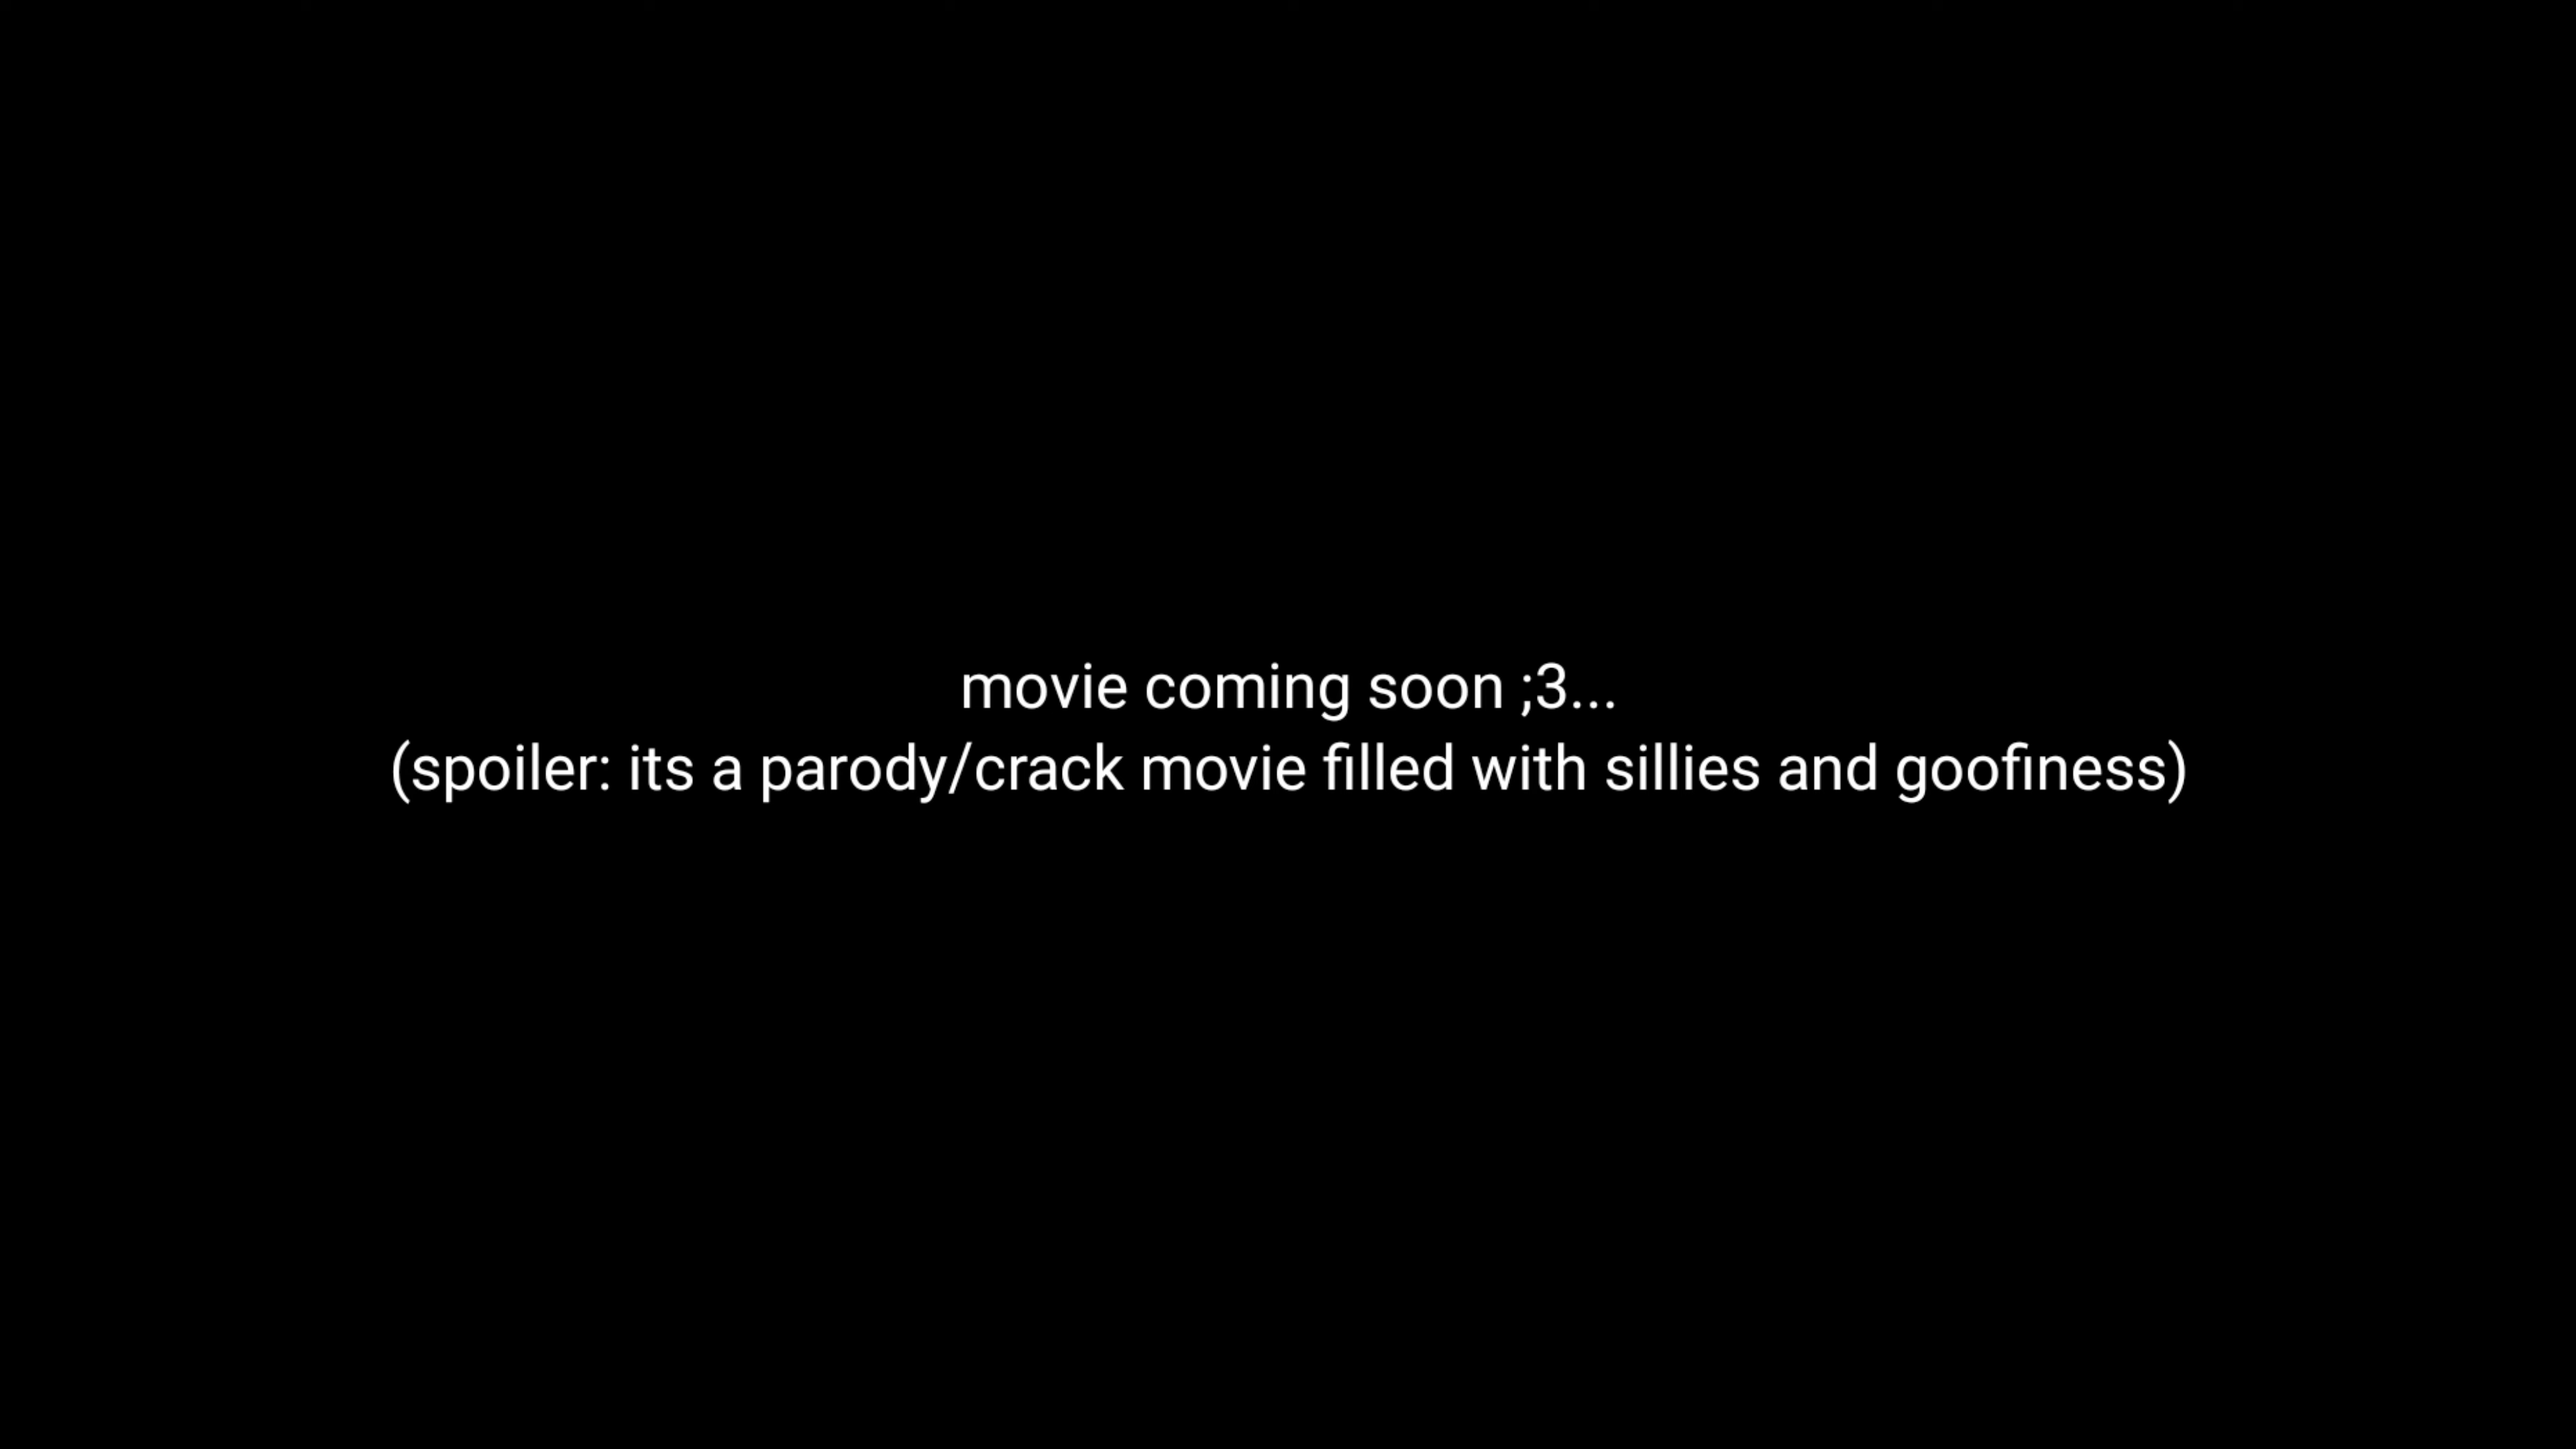 movie coming soon ;3...
(spoiler: its a parody/crack movie filled with sillies and goofiness)